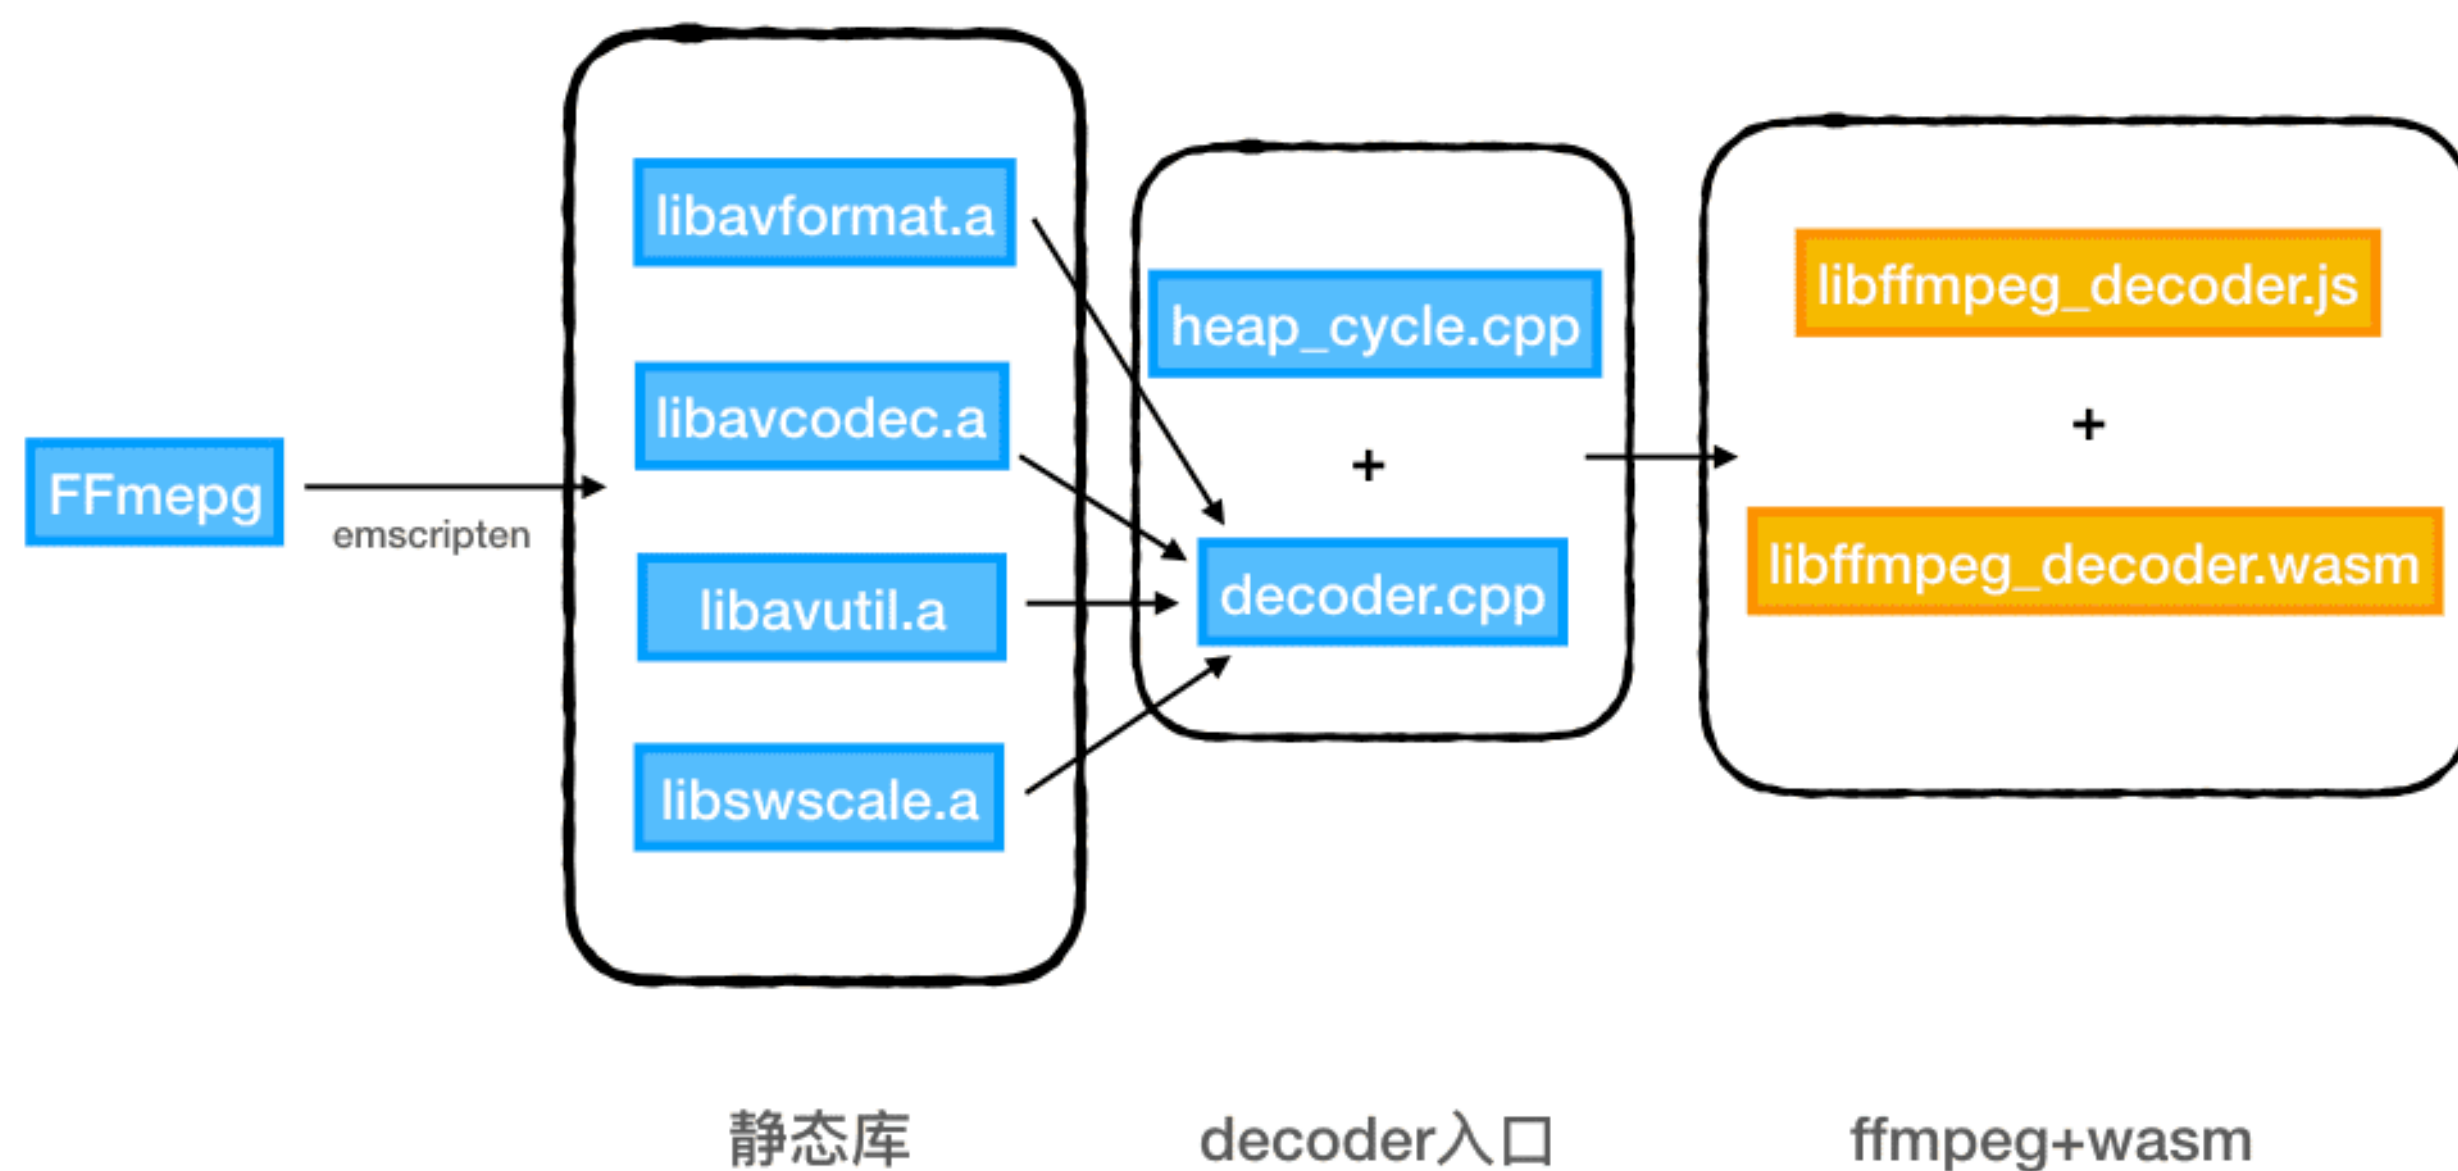 FFmepg
emscripten
libavformat.a
libavcodec.a
libavutil.a
libswscale.a
heap_cycle.cpp
+
decoder.cpp
libffmpeg_decoder.js
+
libffmpeg_decoder.wasm
静态库
decoder入口
ffmpeg+wasm